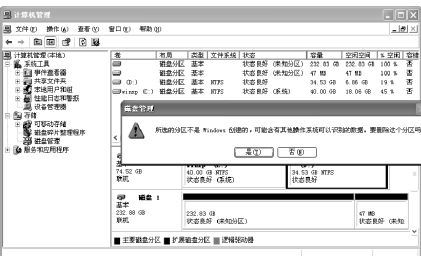 计算机管理
文件(F) 操作(A) 查看(V) 窗口(W) 帮助(H)
计算机管理(本地)
系统工具
事件查看器
共享文件夹
本地用户和组
性能日志和警报
设备管理器
存储
可移动存储
磁盘碎片整理程序
磁盘管理
服务和应用程序
卷 布局 类型 文件系统 状态 容量 空闲空间 % 空闲 容错
磁盘分区 基本 状态良好 (未知分区) 232.83 GB 232.83 GB 100 % 否
磁盘分区 基本 状态良好 (未知分区) 47 MB 47 MB 100 % 否
(D:) 磁盘分区 基本 NTFS 状态良好 34.53 GB 6.86 GB 19 % 否
winxp (C:) 磁盘分区 基本 NTFS 状态良好 (系统) 40.00 GB 18.06 GB 45 % 否
磁盘管理
所选的分区不是 Windows 创建的，可能含有其他操作系统可以识别的数据。要删除这个分区吗
是(Y) 否(N)
基本
74.52 GB
联机
40.00 GB NTFS
状态良好 (系统)
34.53 GB NTFS
状态良好
磁盘 1
基本
232.88 GB
联机
232.83 GB
状态良好 (未知分区)
47 MB
状态良好 (未知
主要磁盘分区 扩展磁盘分区 逻辑驱动器